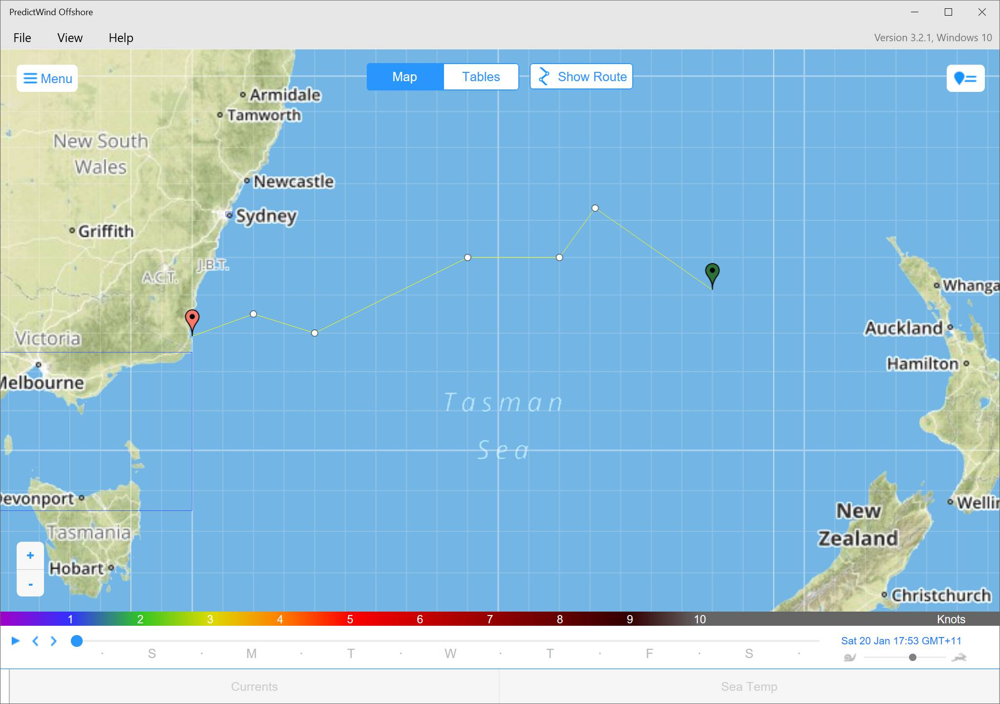 PredictWind Offshore
File View Help Version 3.2.1, Windows 10
Menu Map Tables Show Route
Armidale
Tamworth
New South
Wales
Newcastle
Sydney
Griffith
J.B.T.
A.C.T.
Whanga
Victoria
Auckland
Hamilton
Melbourne
Tasman
Sea
Devonport
Wellin
New
Zealand
Tasmania
+
Hobart
-
Christchurch
1 2 3 4 5 6 7 8 9 10 Knots
Sat 20 Jan 17:53 GMT+11
S M T W T F S
Currents Sea Temp